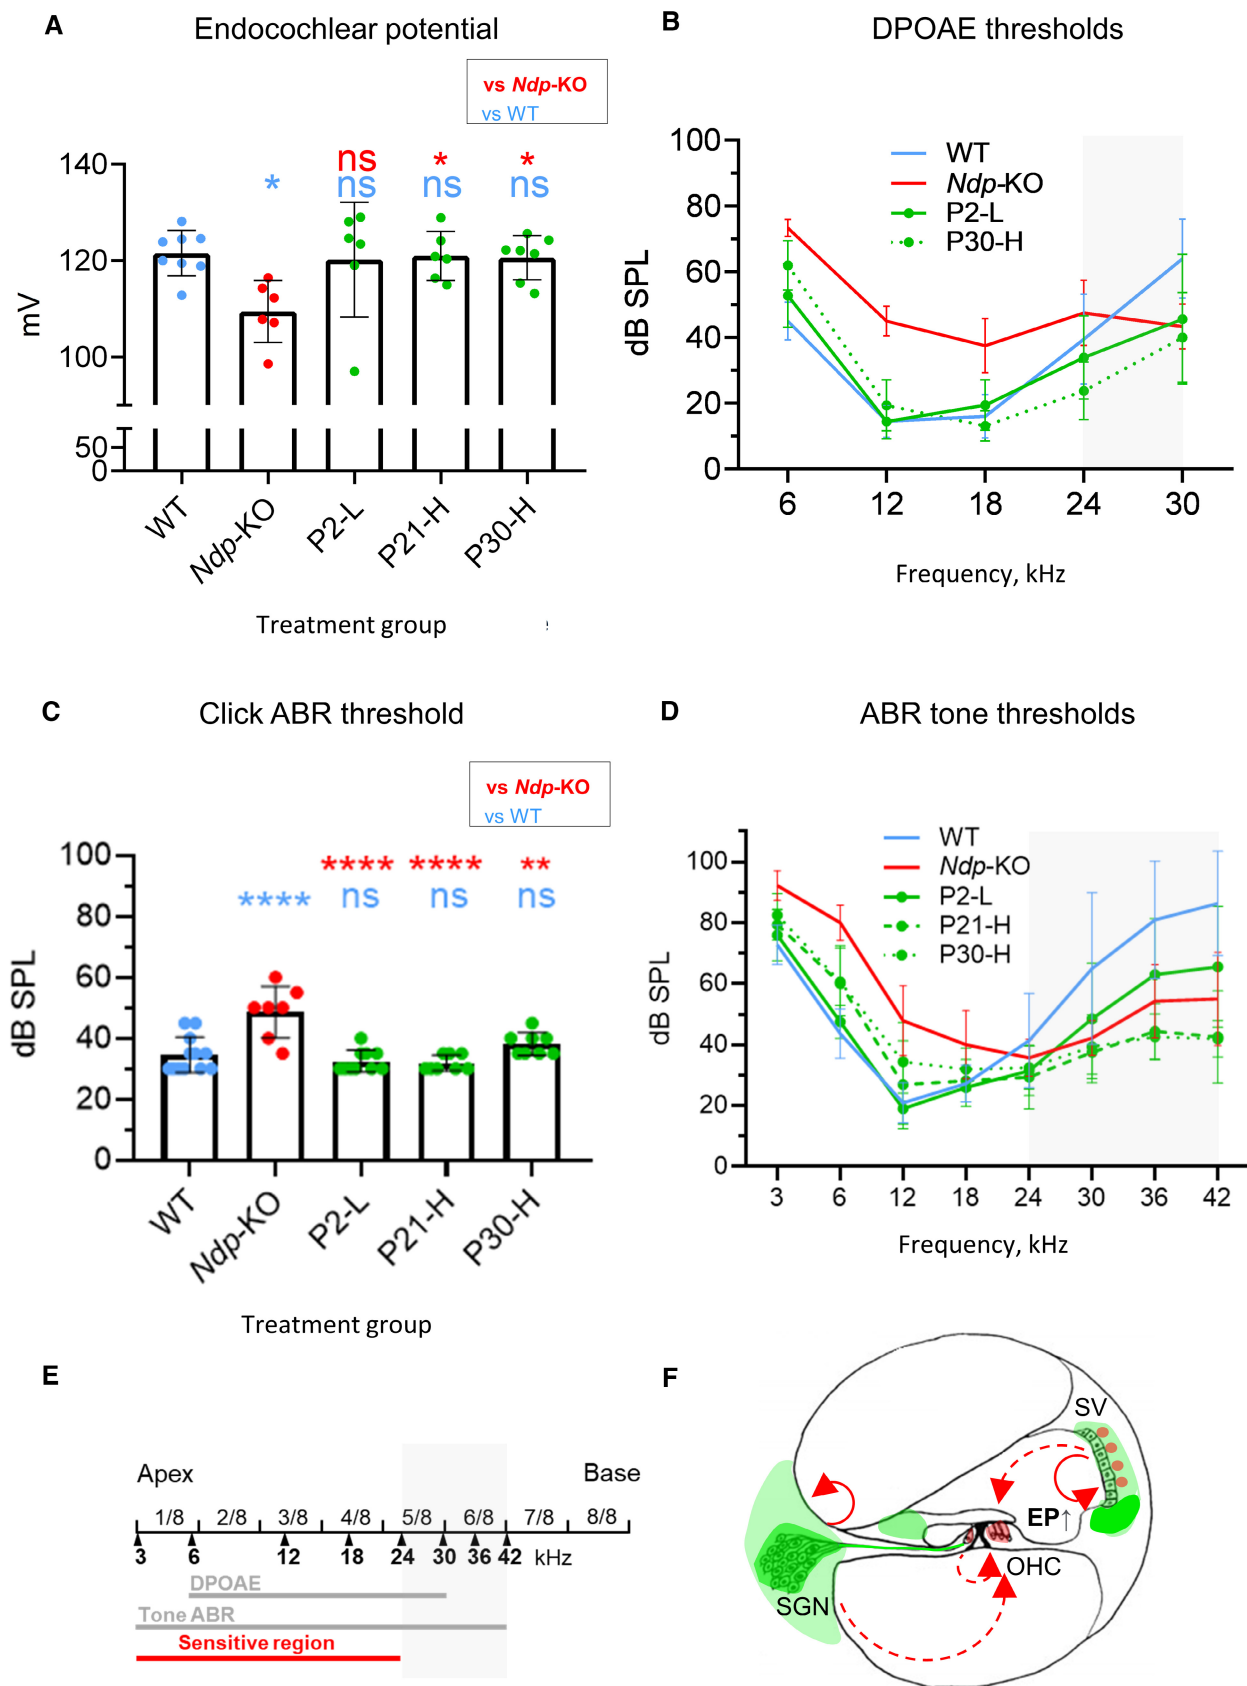 A
Endocochlear potential
vs Ndp-KO
vs WT
140
120
100
50
0
mV
ns
ns
*
*
ns
*
ns
WT
Ndp-KO
P2-L
P21-H
P30-H
Treatment group
B
DPOAE thresholds
100
80
60
40
20
0
dB SPL
WT
Ndp-KO
P2-L
P30-H
6 12 18 24 30
Frequency, kHz
C
Click ABR threshold
vs Ndp-KO
vs WT
100
80
60
40
20
0
dB SPL
**** **** **
**** ns ns ns
WT
Ndp-KO
P2-L
P21-H
P30-H
Treatment group
D
ABR tone thresholds
100
80
60
40
20
0
dB SPL
WT
Ndp-KO
P2-L
P21-H
P30-H
3 6 12 18 24 30 36 42
Frequency, kHz
E
Apex Base
1/8 2/8 3/8 4/8 5/8 6/8 7/8 8/8
3 6 12 18 24 30 36 42 kHz
DPOAE
Tone ABR
Sensitive region
F
SV
EP↑
OHC
SGN